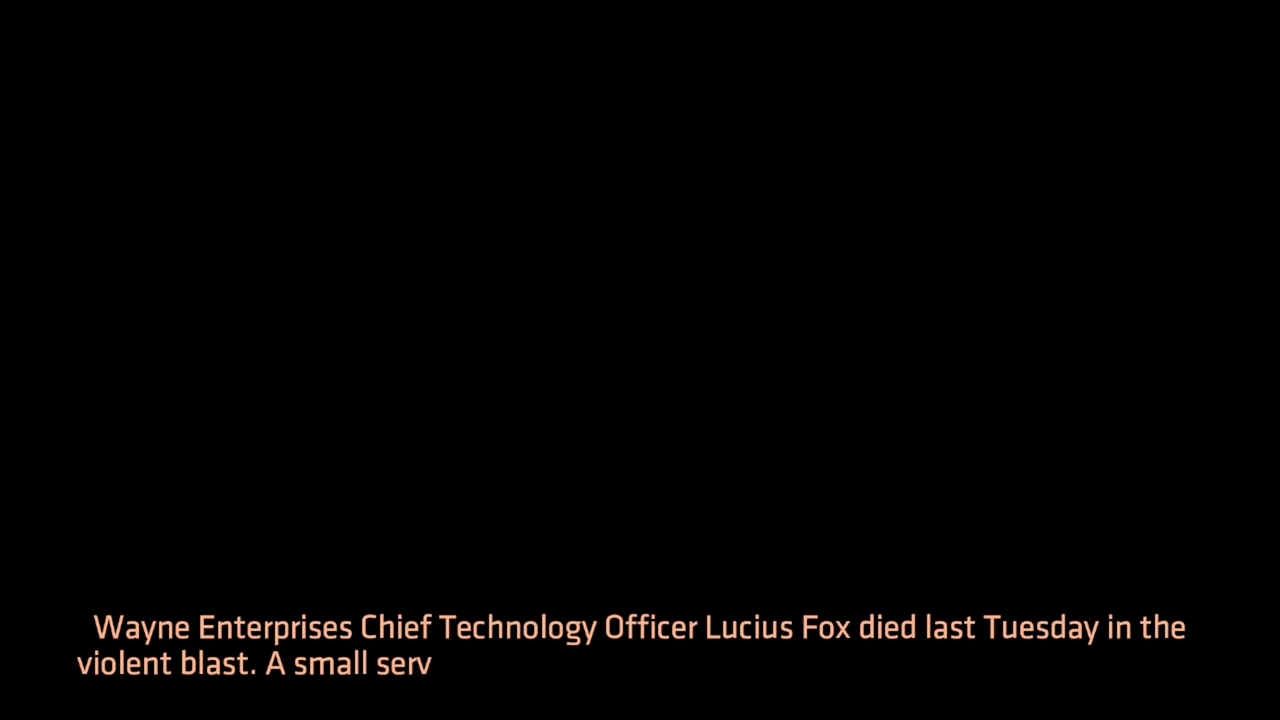 Wayne Enterprises Chief Technology Officer Lucius Fox died last Tuesday in the
violent blast. A small serv